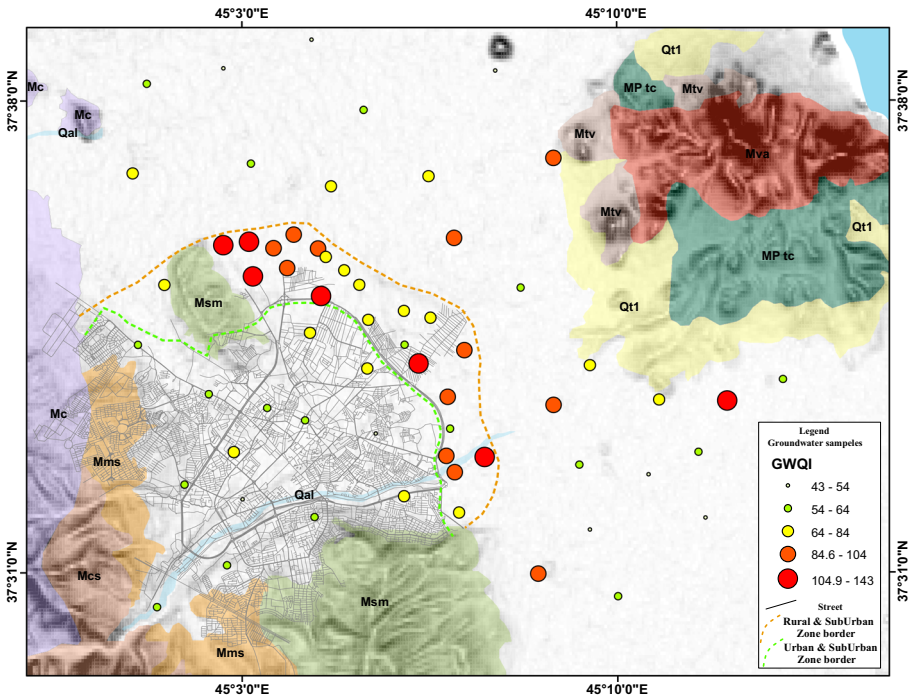 45°3'0"E
45°10'0"E
37°38'0"N
37°38'0"N
Qt1
Mc
MP tc
Mtv
Mc
Qal
Mtv
Mva
Mtv
Qt1
MP tc
Msm
Qt1
Mc
Mms
Qal
Mcs
Msm
Mms
37°31'0"N
37°31'0"N
Legend
Groundwater sampeles
GWQI
43 - 54
54 - 64
64 - 84
84.6 - 104
104.9 - 143
Street
Rural & SubUrban
Zone border
Urban & SubUrban
Zone border
45°3'0"E
45°10'0"E